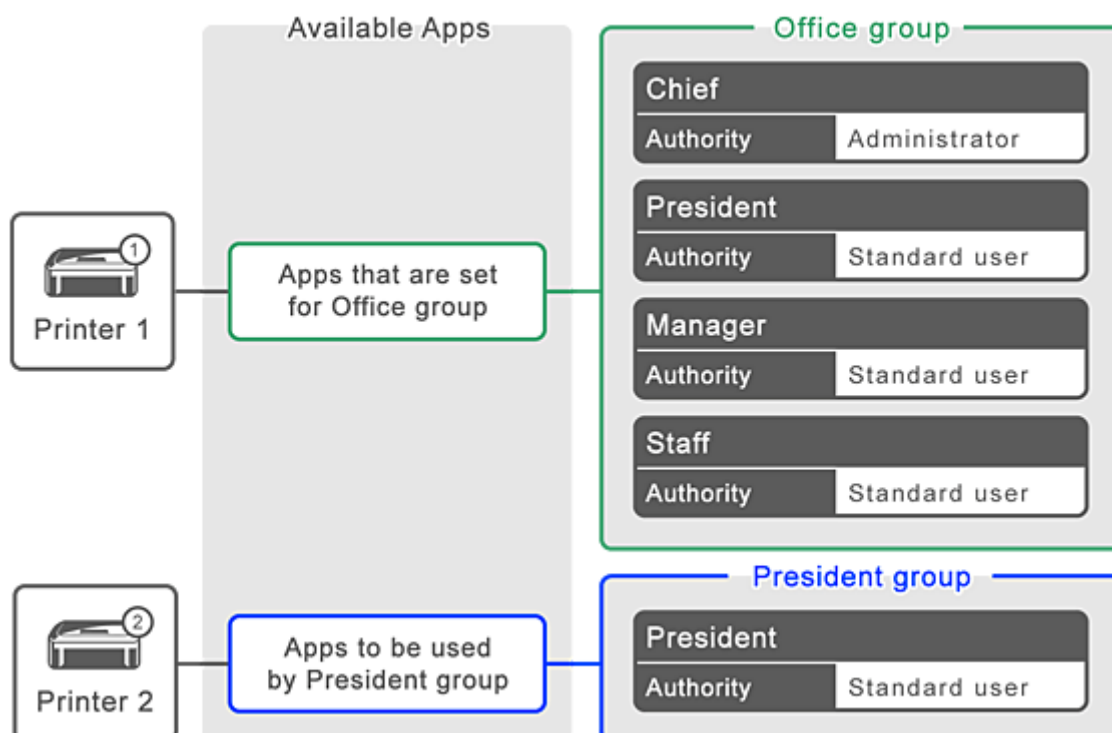 Available Apps
Office group
Chief
Authority Administrator
President
Authority Standard user
1
Printer 1
Apps that are set
for Office group
Manager
Authority Standard user
Staff
Authority Standard user
President group
2
Printer 2
Apps to be used
by President group
President
Authority Standard user